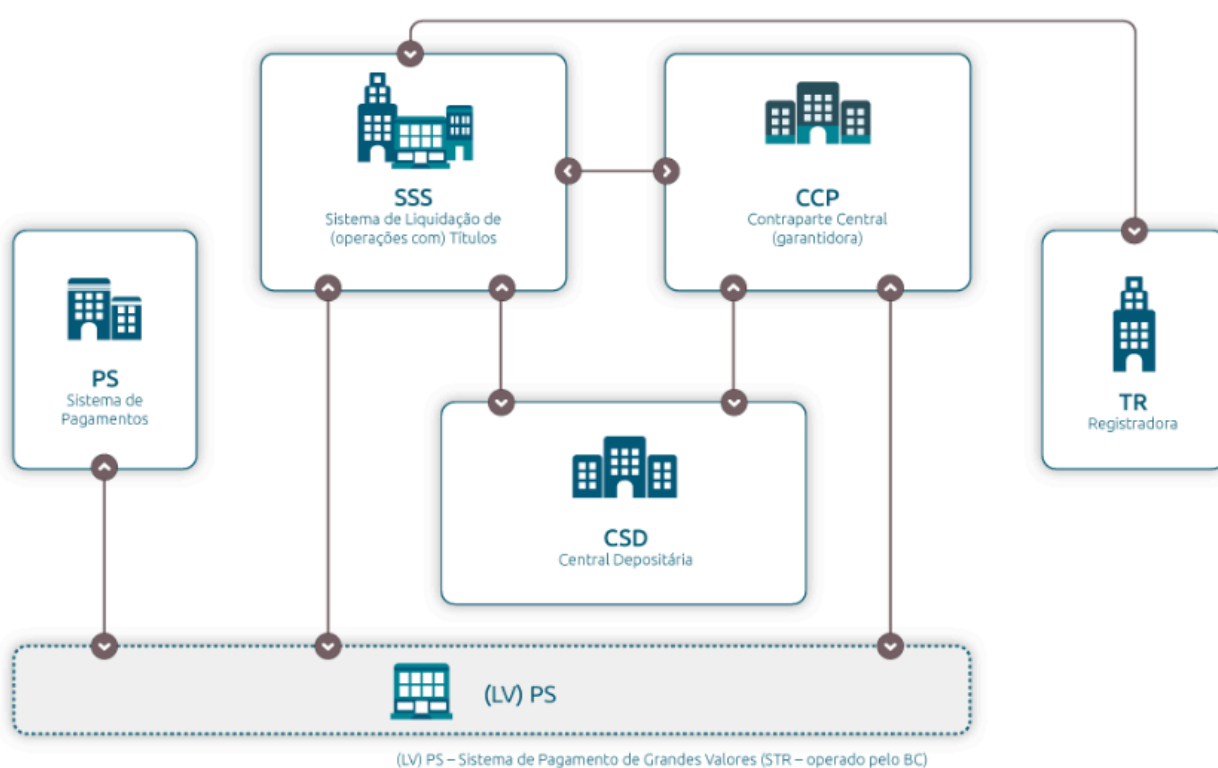 SSS
Sistema de Liquidação de
(operações com) Títulos
CCP
Contraparte Central
(garantidora)
PS
Sistema de
Pagamentos
TR
Registradora
CSD
Central Depositária
(LV) PS
(LV) PS – Sistema de Pagamento de Grandes Valores (STR – operado pelo BC)